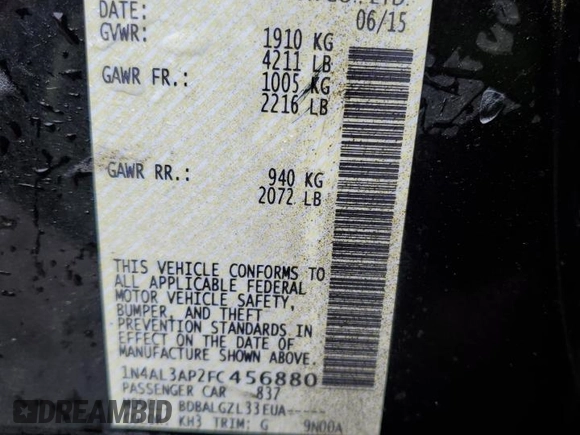 DATE: 06/15
GVWR: 1910 KG
4211 LB
GAWR FR.: 1005 KG
2216 LB
GAWR RR.: 940 KG
2072 LB
THIS VEHICLE CONFORMS TO
ALL APPLICABLE FEDERAL
MOTOR VEHICLE SAFETY,
BUMPER, AND THEFT
PREVENTION STANDARDS IN
EFFECT ON THE DATE OF
MANUFACTURE SHOWN ABOVE.
1N4AL3AP2FC456880
PASSENGER CAR 837
BDBALGZL33EUA-----
KH3 TRIM: G 9N00A
DREAMBID